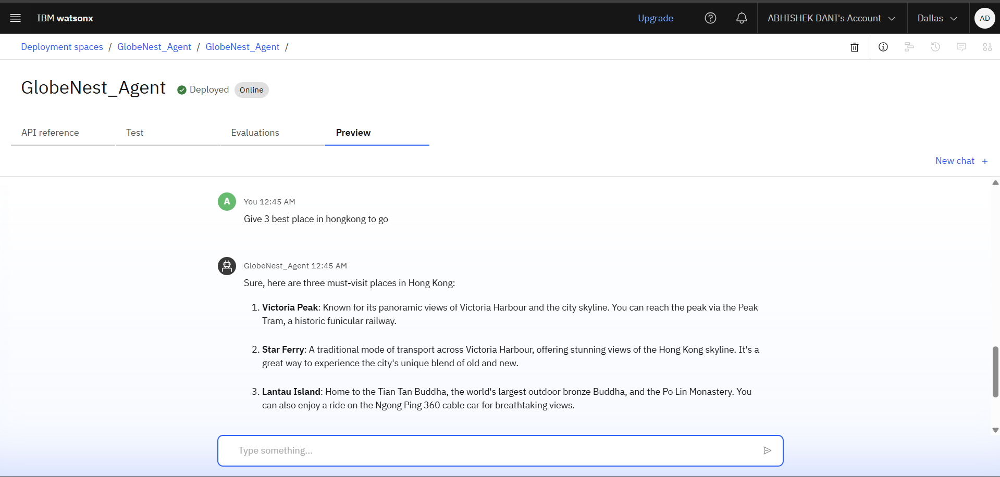 IBM watsonx
Upgrade
ABHISHEK DANI's Account
Dallas
AD
Deployment spaces / GlobeNest_Agent / GlobeNest_Agent /
GlobeNest_Agent
Deployed
Online
API reference
Test
Evaluations
Preview
New chat +
A
You 12:45 AM
Give 3 best place in hongkong to go
GlobeNest_Agent 12:45 AM
Sure, here are three must-visit places in Hong Kong:
1. Victoria Peak: Known for its panoramic views of Victoria Harbour and the city skyline. You can reach the peak via the Peak
Tram, a historic funicular railway.
2. Star Ferry: A traditional mode of transport across Victoria Harbour, offering stunning views of the Hong Kong skyline. It's a
great way to experience the city's unique blend of old and new.
3. Lantau Island: Home to the Tian Tan Buddha, the world's largest outdoor bronze Buddha, and the Po Lin Monastery. You
can also enjoy a ride on the Ngong Ping 360 cable car for breathtaking views.
Type something...